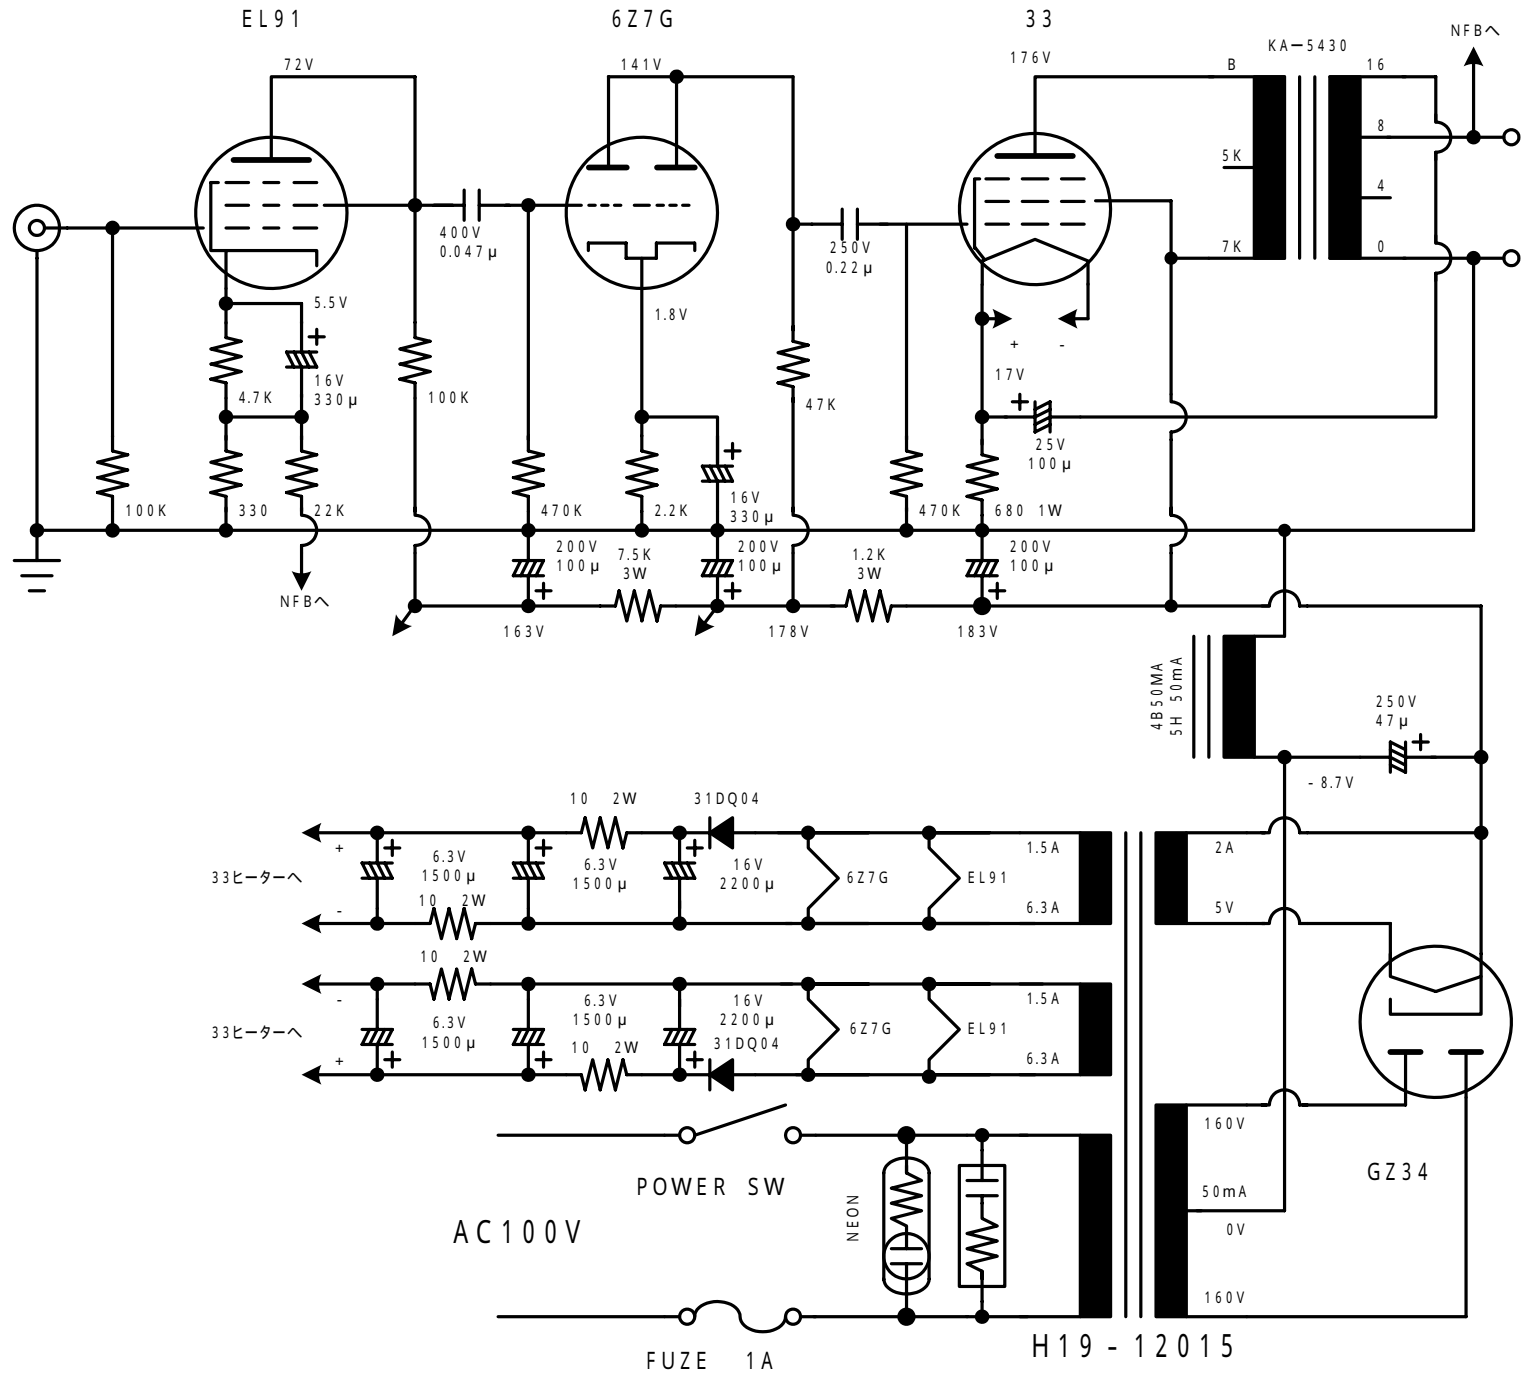 EL91
6Z7G
33
NFBへ
KAー5430
72V
141V
176V
B
16
8
5K
4
7K
0
400V
0.047μ
250V
0.22μ
5.5V
1.8V
+
+ -
16V
330μ
4.7K
100K
47K
17V
+
25V
100μ
+
16V
330μ
100K
330
22K
470K
2.2K
470K
680 1W
200V
100μ
+
7.5K
3W
200V
100μ
+
1.2K
3W
200V
100μ
+
NFBへ
163V
178V
183V
4B50MA
5H 50mA
250V
47μ
+
-8.7V
10 2W
31DQ04
+
+
+
+
6.3V
1500μ
6.3V
1500μ
16V
2200μ
6Z7G
EL91
1.5A
2A
33ヒーターへ
-
10 2W
6.3A
5V
10 2W
-
6.3V
1500μ
16V
2200μ
1.5A
33ヒーターへ
6.3V
1500μ
6Z7G
EL91
+
+
+
+
10 2W
31DQ04
6.3A
160V
GZ34
POWER SW
50mA
0V
NEON
AC100V
160V
FUZE 1A
H19-12015